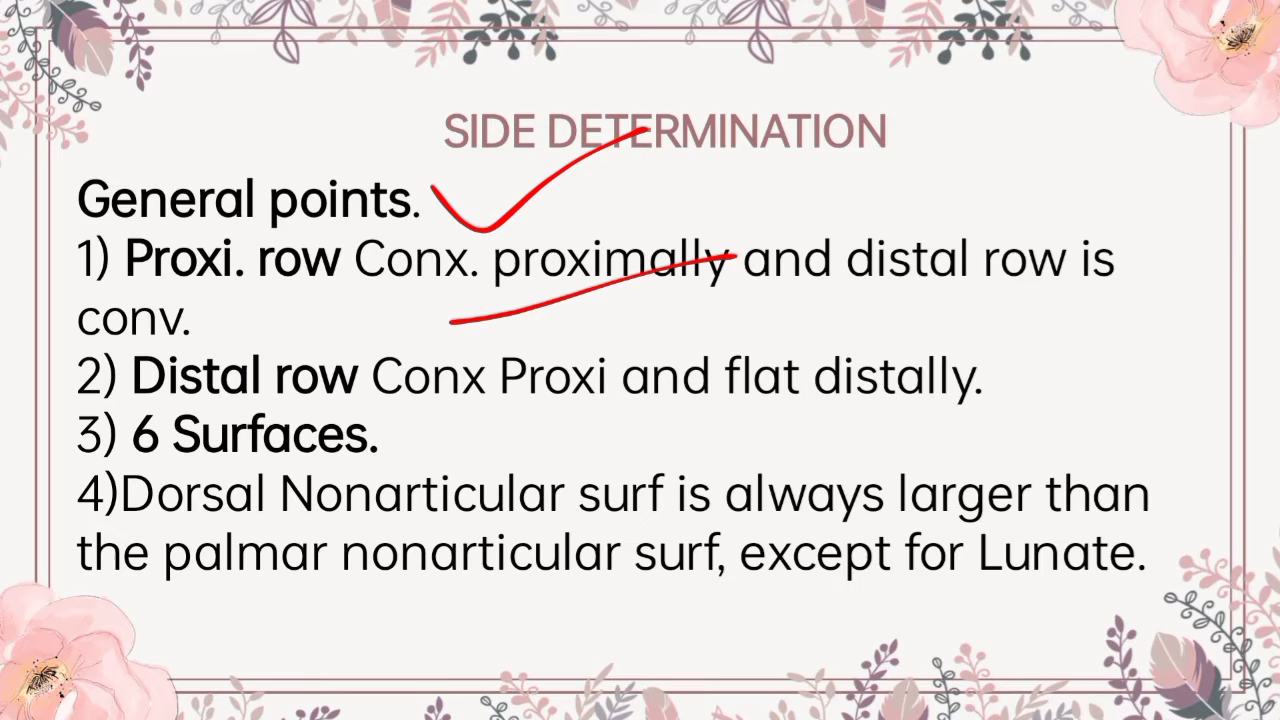 SIDE DETERMINATION
General points.
1) Proxi. row Conx. proximally and distal row is
conv.
2) Distal row Conx Proxi and flat distally.
3) 6 Surfaces.
4)Dorsal Nonarticular surf is always larger than
the palmar nonarticular surf, except for Lunate.